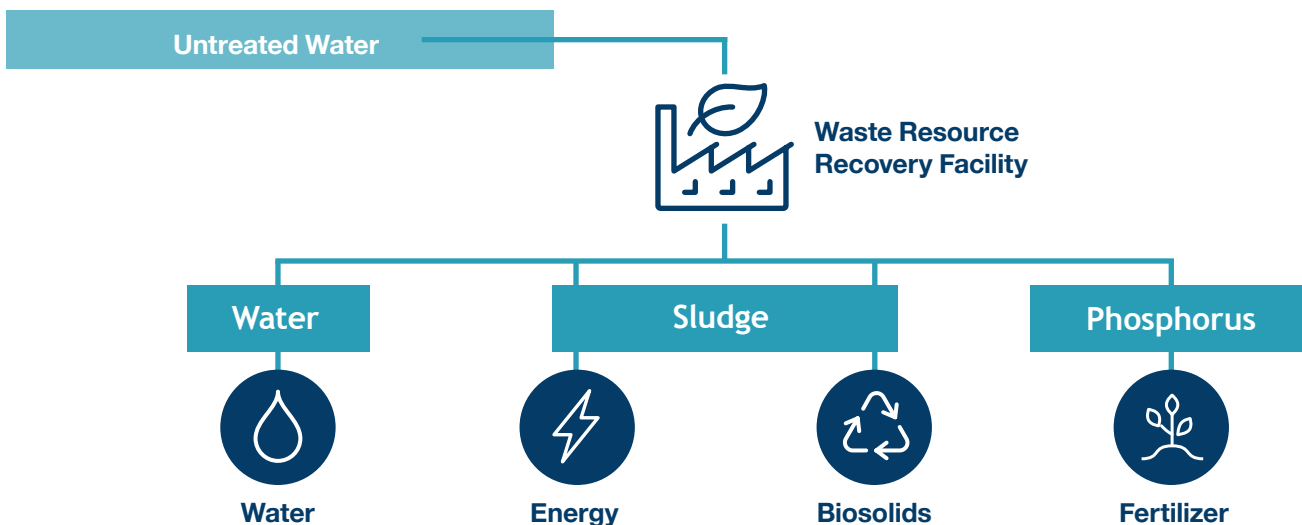 Untreated Water
Waste Resource
Recovery Facility
Water
Sludge
Phosphorus
Water
Energy
Biosolids
Fertilizer